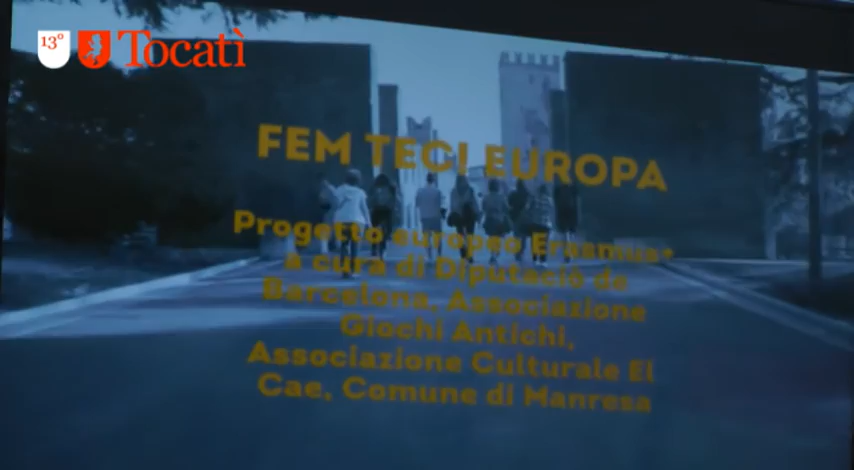 13° Tocatì
FEM TECI EUROPA
Progetto europeo Erasmus+
a cura di Diputaciò de
Barcelona, Associazione
Giochi Antichi,
Associazione Culturale El
Cae, Comune di Manresa